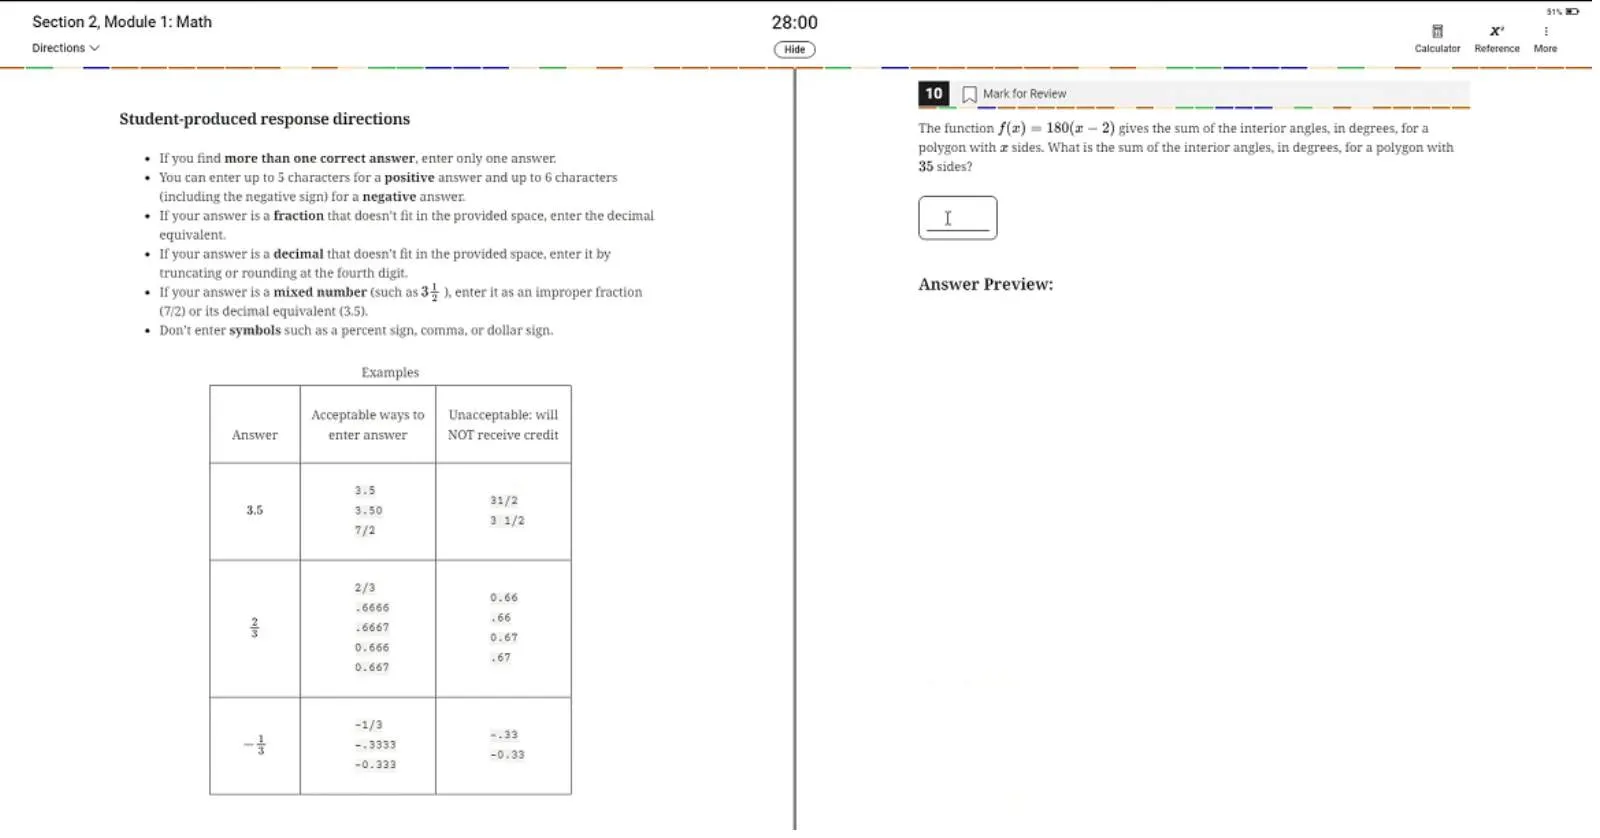 51%
Section 2, Module 1: Math
28:00
Directions
Hide
Calculator
Reference
More
Student-produced response directions
• If you find more than one correct answer, enter only one answer.
• You can enter up to 5 characters for a positive answer and up to 6 characters
(including the negative sign) for a negative answer.
• If your answer is a fraction that doesn't fit in the provided space, enter the decimal
equivalent.
• If your answer is a decimal that doesn't fit in the provided space, enter it by
truncating or rounding at the fourth digit.
• If your answer is a mixed number (such as 3 1/2 ), enter it as an improper fraction
(7/2) or its decimal equivalent (3.5).
• Don't enter symbols such as a percent sign, comma, or dollar sign.
Examples
Answer
Acceptable ways to
enter answer
Unacceptable: will
NOT receive credit
3.5
3.5
3.50
7/2
31/2
3 1/2
2/3
2/3
.6666
.6667
0.666
0.667
0.66
.66
0.67
.67
−1/3
-1/3
-.3333
-0.333
-.33
-0.33
10
Mark for Review
The function f(x) = 180(x − 2) gives the sum of the interior angles, in degrees, for a
polygon with x sides. What is the sum of the interior angles, in degrees, for a polygon with
35 sides?
Answer Preview: